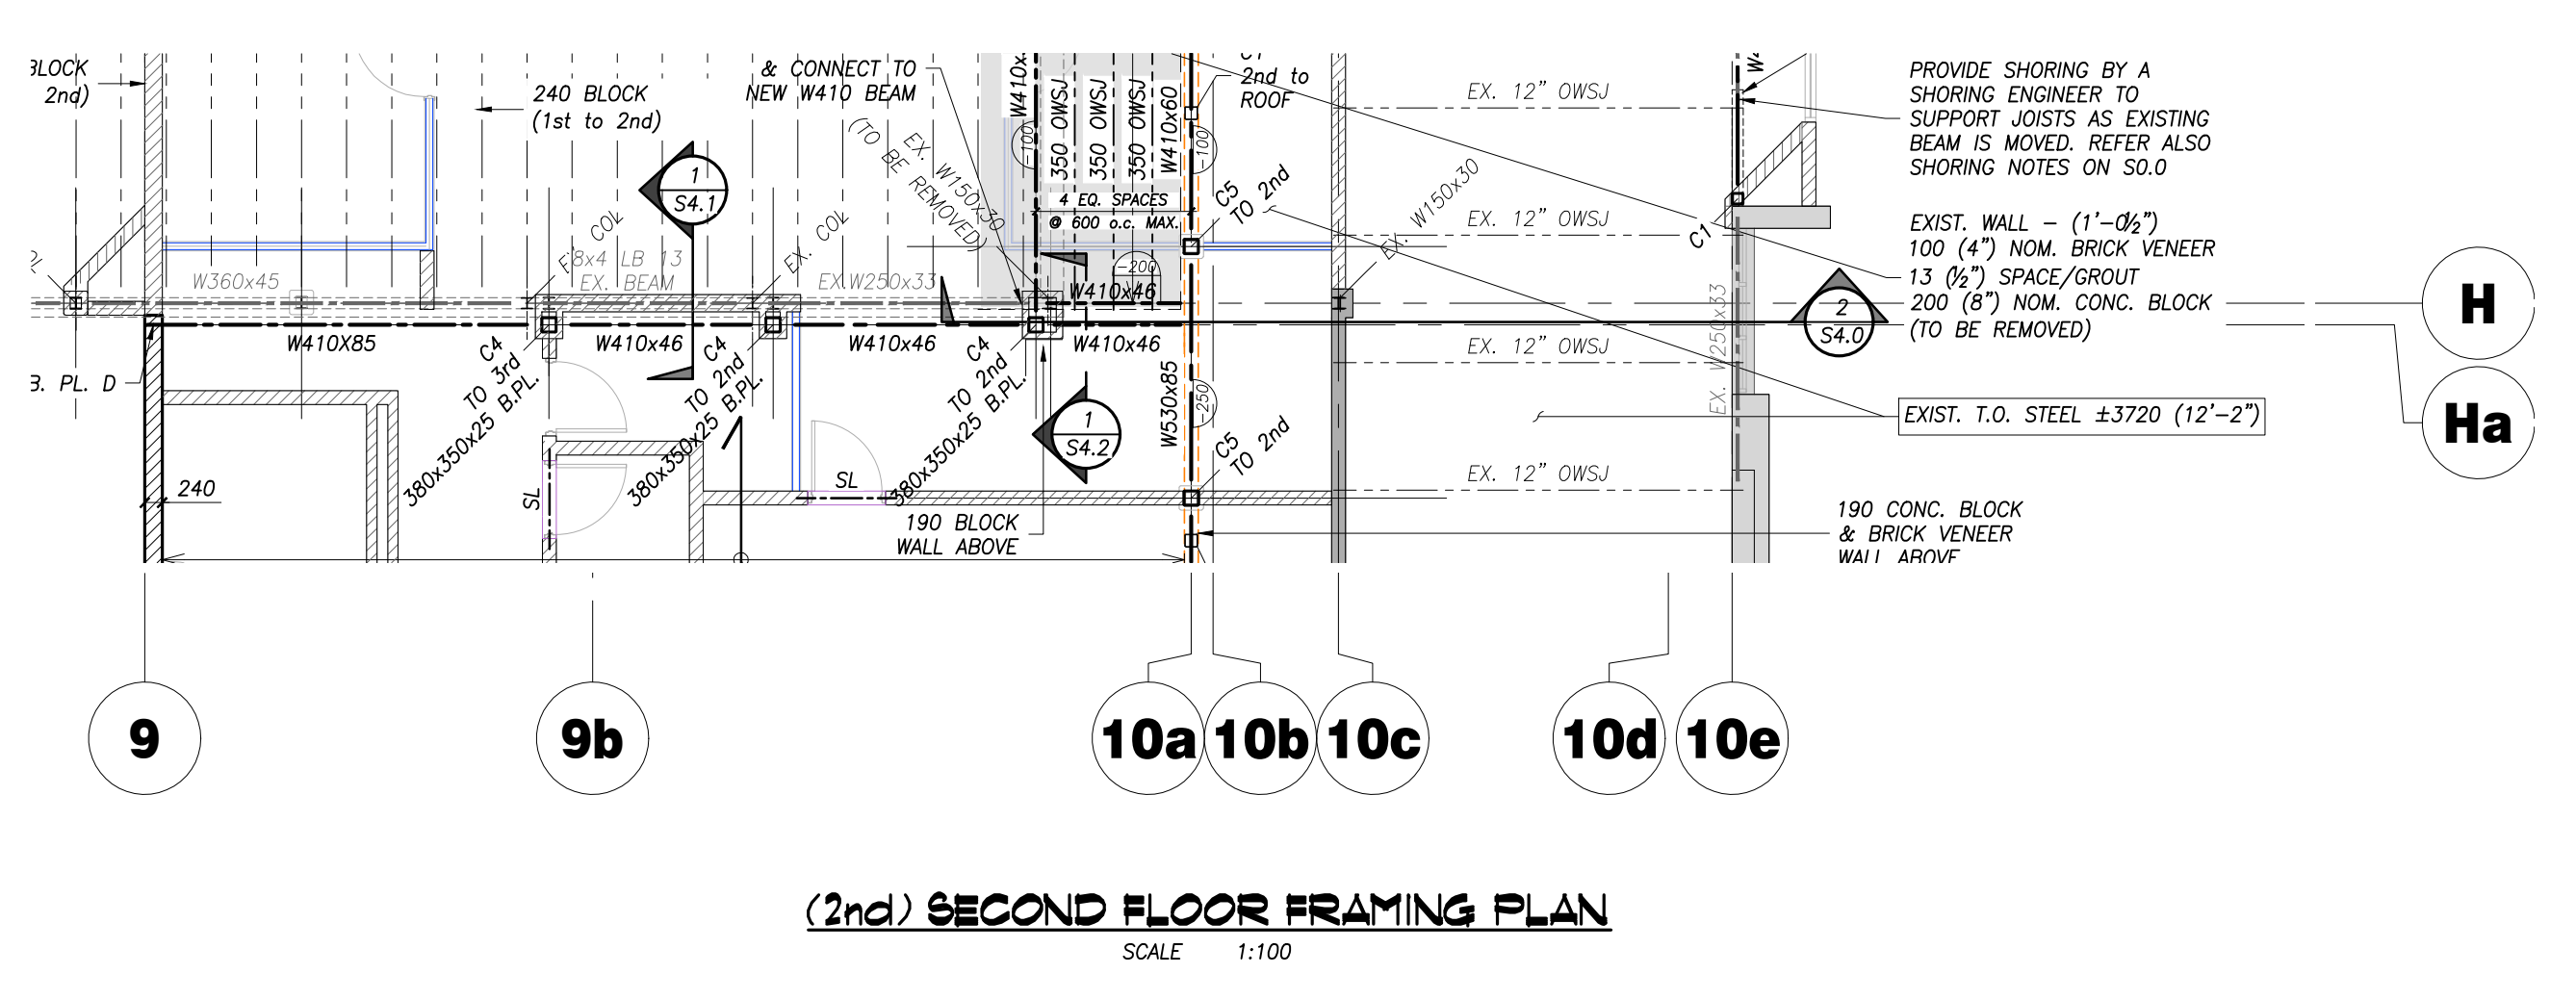 BLOCK
2nd)
240 BLOCK
(1st to 2nd)
& CONNECT TO
NEW W410 BEAM
EX. W150x30
(TO BE REMOVED)
350 OWSJ
350 OWSJ
350 OWSJ
W410x60
-100
-100
2nd to
ROOF
C5
TO 2nd
4 EQ. SPACES
@ 600 o.c. MAX.
-200
1
S4.1
EX. COL
W360x45
8x4 LB 13
EX. BEAM
EX. COL
EX.W250x33
W410x46
W410X85
W410x46
W410x46
W410x46
B. PL. D
C4
TO 3rd
380x350x25 B.PL.
C4
TO 2nd
380x350x25 B.PL.
C4
TO 2nd
380x350x25 B.PL.
1
S4.2
W530x85
-250
C5
TO 2nd
240
SL
SL
190 BLOCK
WALL ABOVE
EX. 12" OWSJ
EX. 12" OWSJ
EX. 12" OWSJ
EX. 12" OWSJ
EX. W150x30
C1
EX. W250x33
PROVIDE SHORING BY A
SHORING ENGINEER TO
SUPPORT JOISTS AS EXISTING
BEAM IS MOVED. REFER ALSO
SHORING NOTES ON S0.0
EXIST. WALL - (1'-0½")
100 (4") NOM. BRICK VENEER
13 (½") SPACE/GROUT
200 (8") NOM. CONC. BLOCK
(TO BE REMOVED)
2
S4.0
EXIST. T.O. STEEL ±3720 (12'-2")
190 CONC. BLOCK
& BRICK VENEER
WALL ABOVE
H
Ha
9
9b
10a
10b
10c
10d
10e
(2nd) SECOND FLOOR FRAMING PLAN
SCALE 1:100